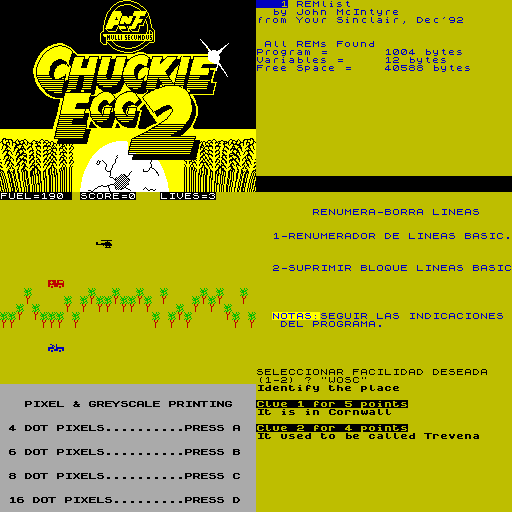 A'n'F
NULLI SECUNDUS
CHUCKIE
EGG 2
1 REMlist
by John McIntyre
from Your Sinclair, Dec'92
All REMs Found
Program = 1004 bytes
Variables = 12 bytes
Free Space = 40588 bytes
FUEL=190 SCORE=0 LIVES=3
RENUMERA-BORRA LINEAS
1-RENUMERADOR DE LINEAS BASIC.
2-SUPRIMIR BLOQUE LINEAS BASIC
NOTAS:SEGUIR LAS INDICACIONES
DEL PROGRAMA.
SELECCIONAR FACILIDAD DESEADA
(1-2) ? "WOSC"
PIXEL & GREYSCALE PRINTING
4 DOT PIXELS..........PRESS A
6 DOT PIXELS..........PRESS B
8 DOT PIXELS..........PRESS C
16 DOT PIXELS.........PRESS D
Identify the place
Clue 1 for 5 points
It is in Cornwall
Clue 2 for 4 points
It used to be called Trevena